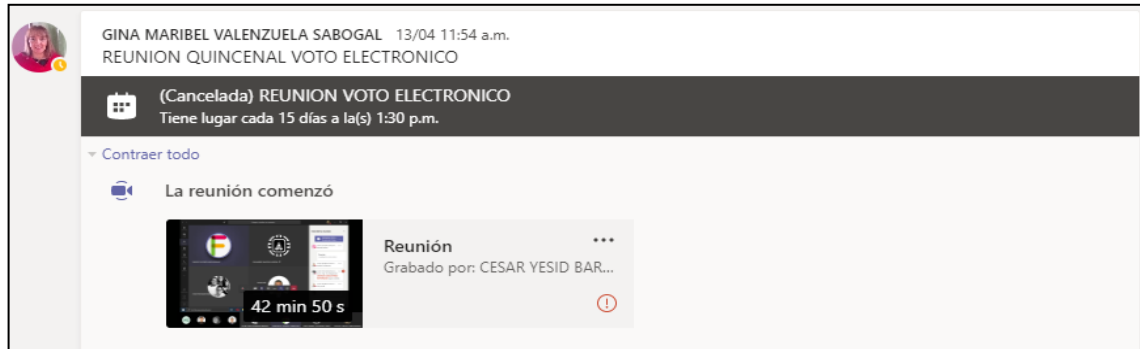 GINA MARIBEL VALENZUELA SABOGAL 13/04 11:54 a.m.
REUNION QUINCENAL VOTO ELECTRONICO
(Cancelada) REUNION VOTO ELECTRONICO
Tiene lugar cada 15 días a la(s) 1:30 p.m.
Contraer todo
La reunión comenzó
42 min 50 s
Reunión
Grabado por: CESAR YESID BAR...